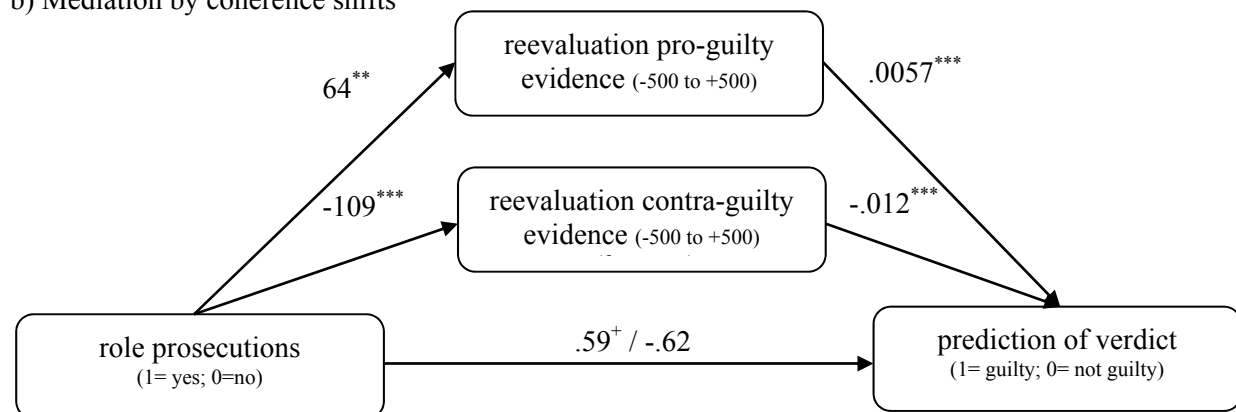 b) Mediation by coherence shifts
reevaluation pro-guilty
evidence (-500 to +500)
64**
.0057***
reevaluation contra-guilty
evidence (-500 to +500)
-109***
-.012***
role prosecutions
(1= yes; 0=no)
.59+ / -.62
prediction of verdict
(1= guilty; 0= not guilty)